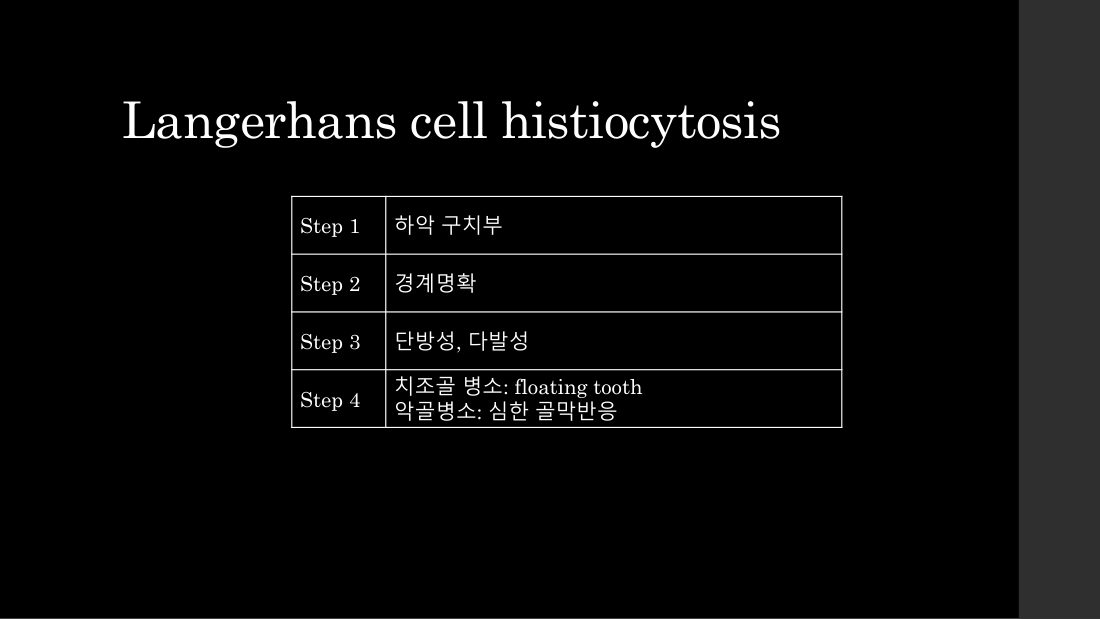 Langerhans cell histiocytosis
Step 1 하악 구치부
Step 2 경계명확
Step 3 단방성, 다발성
Step 4 치조골 병소: floating tooth
악골병소: 심한 골막반응